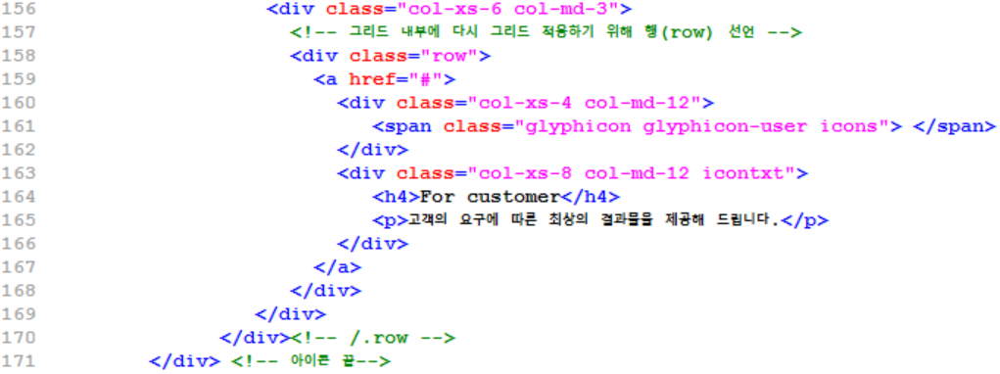 156 <div class="col-xs-6 col-md-3">
157 <!-- 그리드 내부에 다시 그리드 적용하기 위해 행(row) 선언 -->
158 <div class="row">
159 <a href="#">
160 <div class="col-xs-4 col-md-12">
161 <span class="glyphicon glyphicon-user icons"> </span>
162 </div>
163 <div class="col-xs-8 col-md-12 icontxt">
164 <h4>For customer</h4>
165 <p>고객의 요구에 따른 최상의 결과물을 제공해 드립니다.</p>
166 </div>
167 </a>
168 </div>
169 </div>
170 </div><!-- /.row -->
171 </div> <!-- 아이콘 끝-->